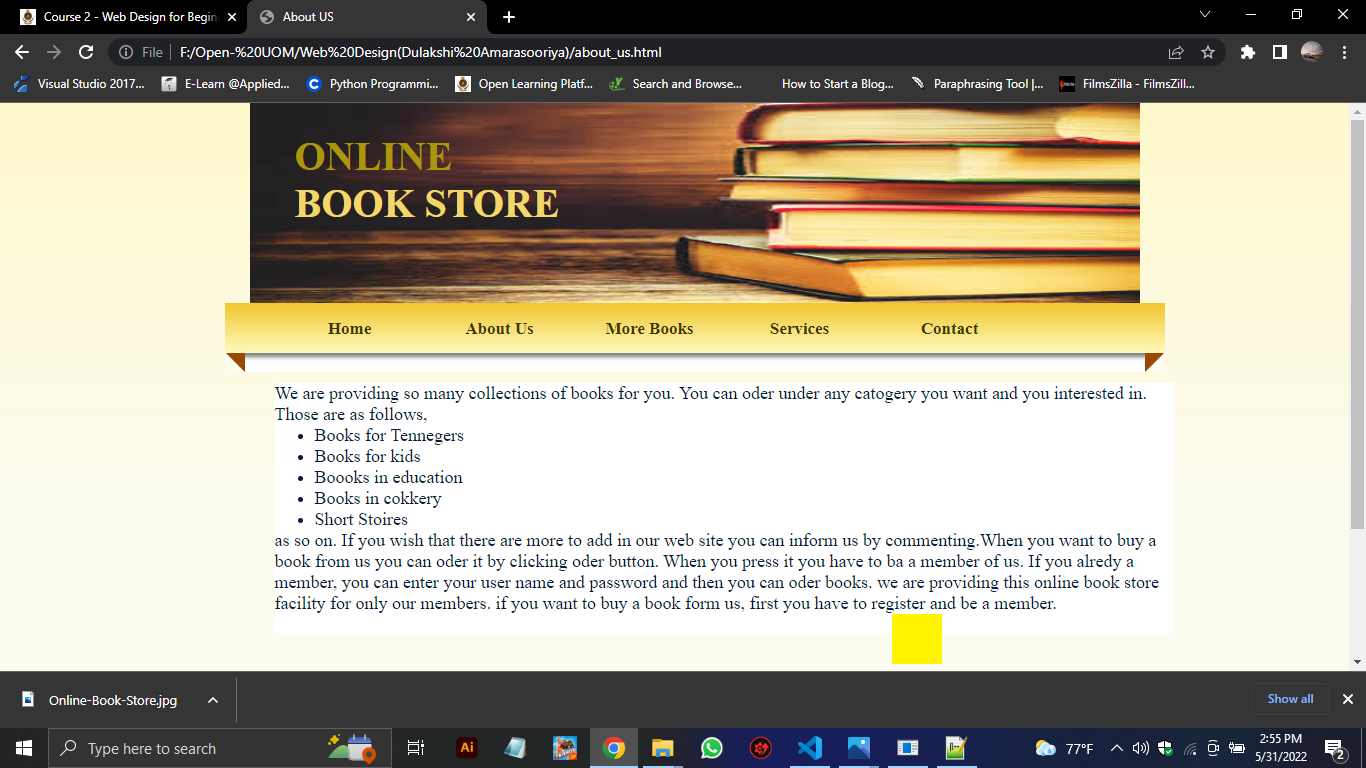 Course 2 - Web Design for Begin
About US
File
F:/Open-%20UOM/Web%20Design(Dulakshi%20Amarasooriya)/about_us.html
Visual Studio 2017...
E-Learn @Applied...
Python Programmi...
Open Learning Platf...
Search and Browse...
How to Start a Blog...
Paraphrasing Tool |...
FilmsZilla - FilmsZill...
ONLINE
BOOK STORE
Home
About Us
More Books
Services
Contact
We are providing so many collections of books for you. You can oder under any catogery you want and you interested in.
Those are as follows,
• Books for Tennegers
• Books for kids
• Boooks in education
• Books in cokkery
• Short Stoires
as so on. If you wish that there are more to add in our web site you can inform us by commenting.When you want to buy a
book from us you can oder it by clicking oder button. When you press it you have to ba a member of us. If you alredy a
member, you can enter your user name and password and then you can oder books. we are providing this online book store
facility for only our members. if you want to buy a book form us, first you have to register and be a member.
Online-Book-Store.jpg
Show all
Type here to search
Ai
77°F
2:55 PM
5/31/2022
2